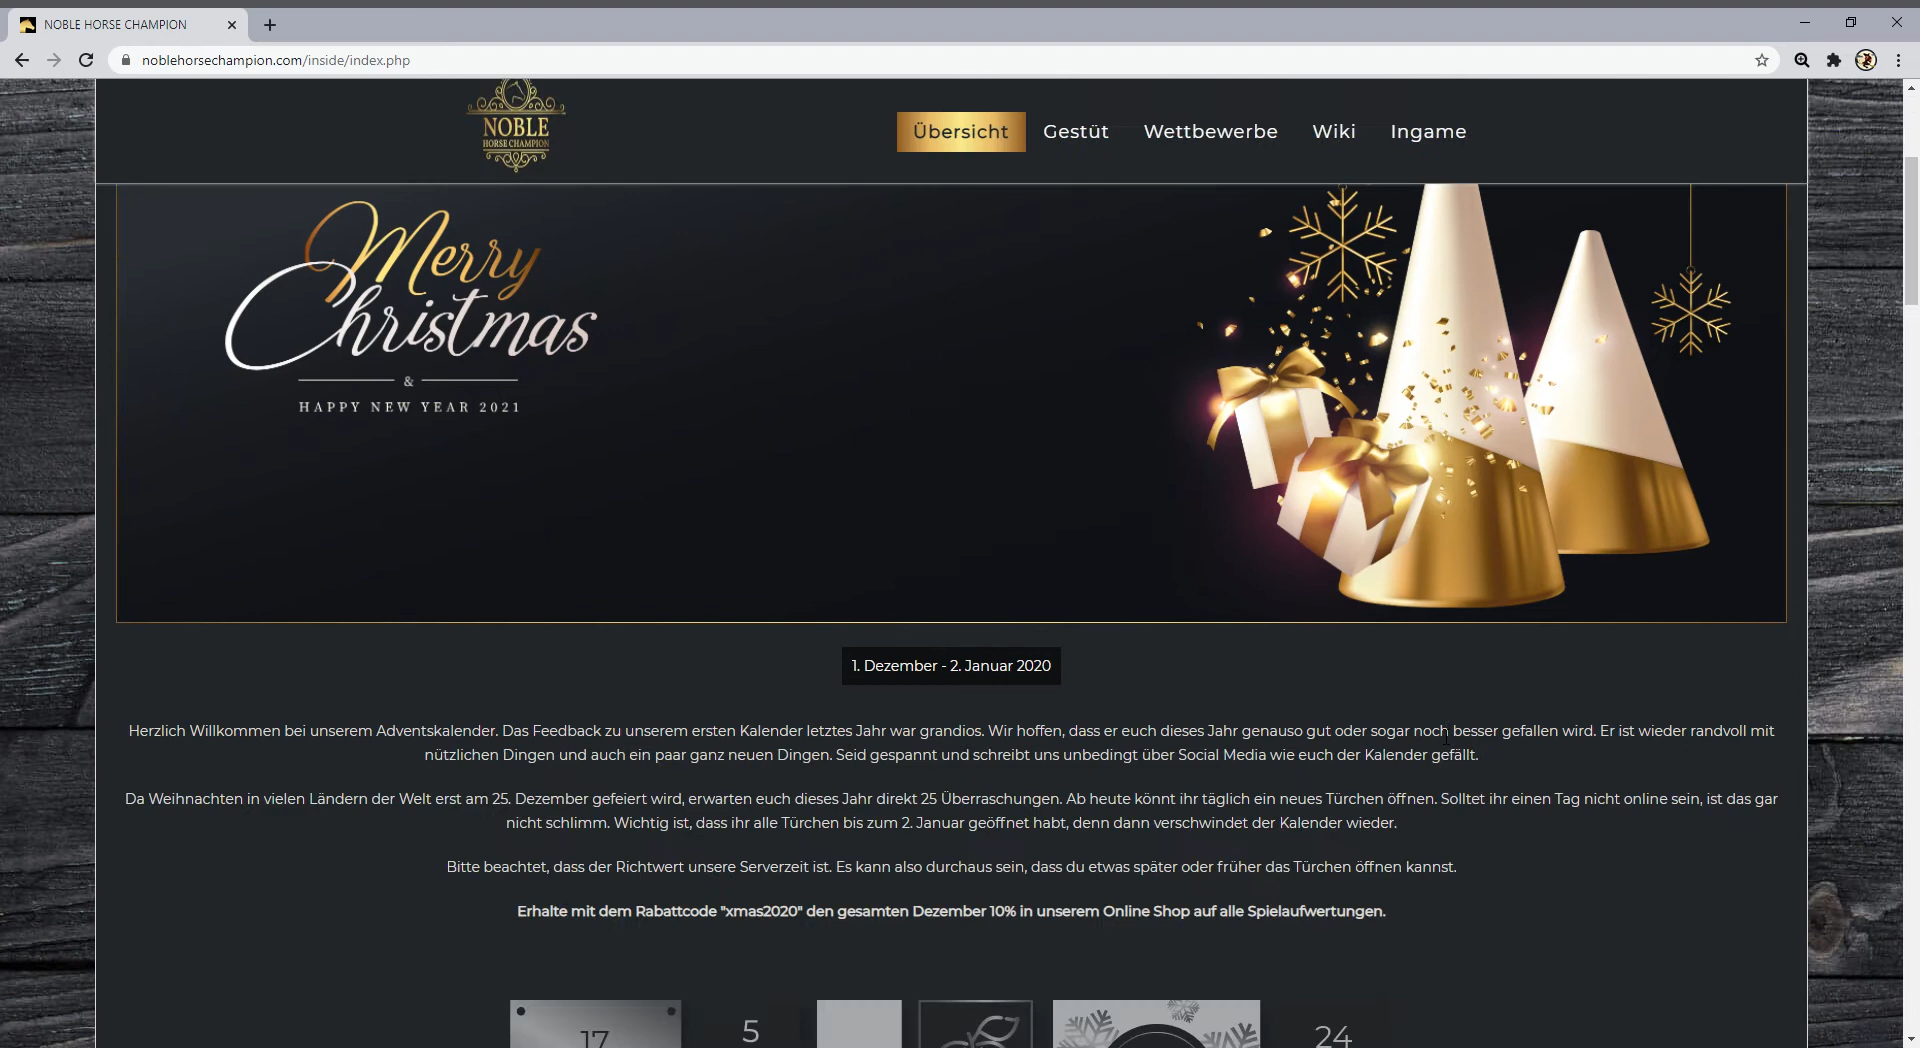 NOBLE HORSE CHAMPION
noblehorsechampion.com/inside/index.php
NOBLE
HORSE CHAMPION
Übersicht Gestüt Wettbewerbe Wiki Ingame
Merry
Christmas
&
HAPPY NEW YEAR 2021
1. Dezember - 2. Januar 2020
Herzlich Willkommen bei unserem Adventskalender. Das Feedback zu unserem ersten Kalender letztes Jahr war grandios. Wir hoffen, dass er euch dieses Jahr genauso gut oder sogar noch besser gefallen wird. Er ist wieder randvoll mit
nützlichen Dingen und auch ein paar ganz neuen Dingen. Seid gespannt und schreibt uns unbedingt über Social Media wie euch der Kalender gefällt.
Da Weihnachten in vielen Ländern der Welt erst am 25. Dezember gefeiert wird, erwarten euch dieses Jahr direkt 25 Überraschungen. Ab heute könnt ihr täglich ein neues Türchen öffnen. Solltet ihr einen Tag nicht online sein, ist das gar
nicht schlimm. Wichtig ist, dass ihr alle Türchen bis zum 2. Januar geöffnet habt, denn dann verschwindet der Kalender wieder.
Bitte beachtet, dass der Richtwert unsere Serverzeit ist. Es kann also durchaus sein, dass du etwas später oder früher das Türchen öffnen kannst.
Erhalte mit dem Rabattcode "xmas2020" den gesamten Dezember 10% in unserem Online Shop auf alle Spielaufwertungen.
17 5 24